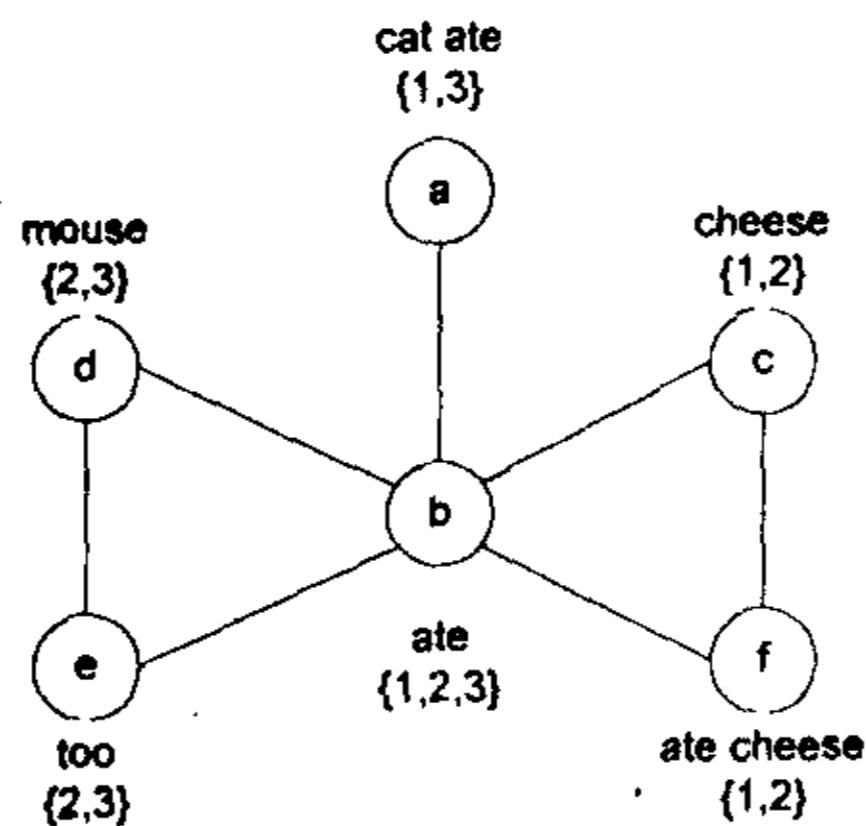 cat ate
{1,3}
a
mouse
{2,3}
d
cheese
{1,2}
c
b
ate
{1,2,3}
e
too
{2,3}
f
ate cheese
{1,2}